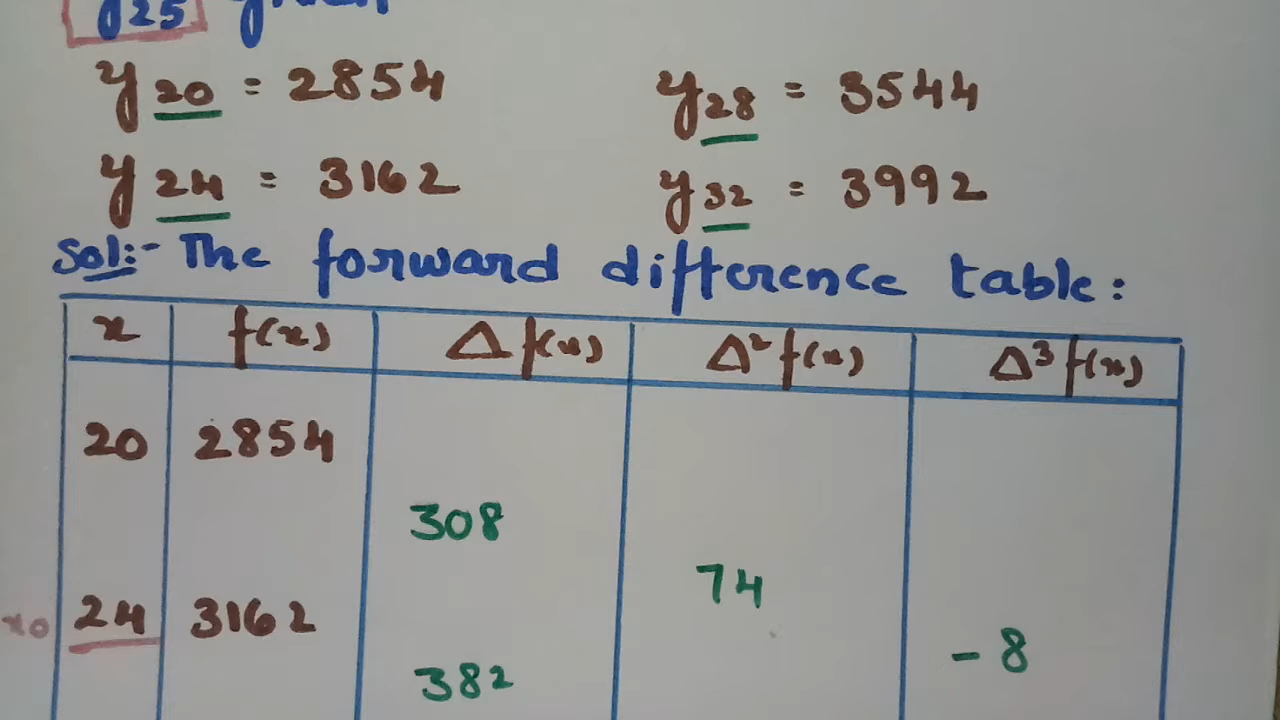 y25 given
y20 = 2854 y28 = 3544
y24 = 3162 y32 = 3992
Sol:- The forward difference table:
x f(x) Δf(x) Δ²f(x) Δ³f(x)
20 2854
308
74
x0 24 3162
-8
382